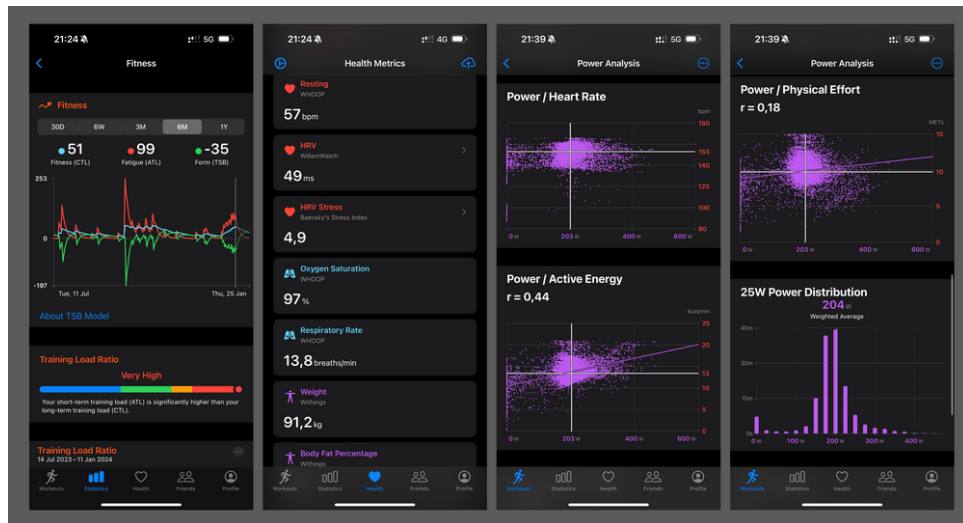 21:24
5G
Fitness
Fitness
30D 6W 3M 6M 1Y
51 99 -35
Fitness (CTL) Fatigue (ATL) Form (TSB)
253
0
-197
Tue, 11 Jul Thu, 25 Jan
About TSB Model
Training Load Ratio
Very High
Your short-term training load (ATL) is significantly higher than your
long-term training load (CTL).
Training Load Ratio
14 Jul 2023–11 Jan 2024
Workouts Statistics Health Friends Profile
21:24
4G
Health Metrics
Resting
WHOOP
57 bpm
HRV
WillemWatch
49 ms
HRV Stress
Baevsky's Stress Index
4,9
Oxygen Saturation
WHOOP
97 %
Respiratory Rate
WHOOP
13,8 breaths/min
Weight
Withings
91,2 kg
Body Fat Percentage
Withings
Workouts Statistics Health Friends Profile
21:39
5G
Power Analysis
Power / Heart Rate
bpm
180
153
140
120
100
80
0 W 203 W 400 W 600 W
Power / Active Energy
r = 0,44
kcal/min
25
20
13
10
5
0
0 W 203 W 400 W 600 W
Workouts Statistics Health Friends Profile
21:39
5G
Power Analysis
Power / Physical Effort
r = 0,18
METs
15
10
5
0
0 W 203 W 400 W 600 W
25W Power Distribution
204 W
Weighted Average
45m
30m
15m
0s
0 W 100 W 200 W 300 W 400 W
Workouts Statistics Health Friends Profile